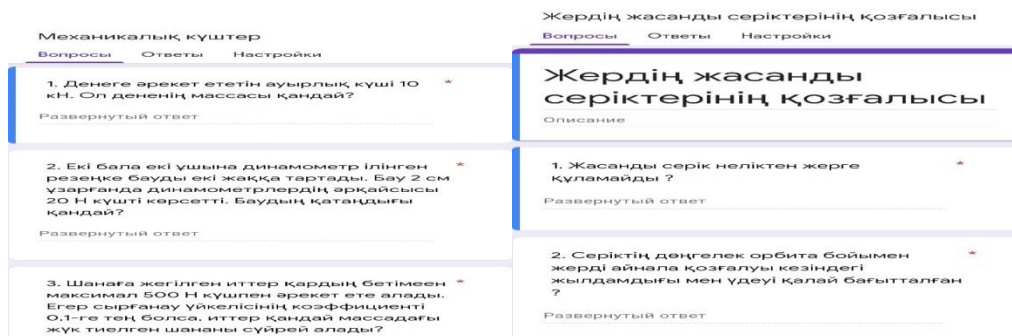 Механикалық күштер
Вопросы Ответы Настройки
1. Денеге әрекет ететін ауырлық күші 10 *
кН. Ол дененің массасы қандай?
Развернутый ответ
2. Екі бала екі ұшына динамометр ілінген *
резеңке бауды екі жаққа тартады. Бау 2 см
ұзарғанда динамометрлердің әрқайсысы
20 Н күшті көрсетті. Баудың қатаңдығы
қандай?
Развернутый ответ
3. Шанаға жегілген иттер қардың бетімеен *
максимал 500 Н күшпен әрекет ете алады.
Егер сырғанау үйкелісінің коэффициенті
0,1-ге тең болса, иттер қандай массадағы
жүк тиелген шананы сүйрей алады?
Жердің жасанды серіктерінің қозғалысы
Вопросы Ответы Настройки
Жердің жасанды
серіктерінің қозғалысы
Описание
1. Жасанды серік неліктен жерге *
құламайды ?
Развернутый ответ
2. Серіктің дөңгелек орбита бойымен *
жерді айнала қозғалуы кезіндегі
жылдамдығы мен үдеуі қалай бағытталған
?
Развернутый ответ